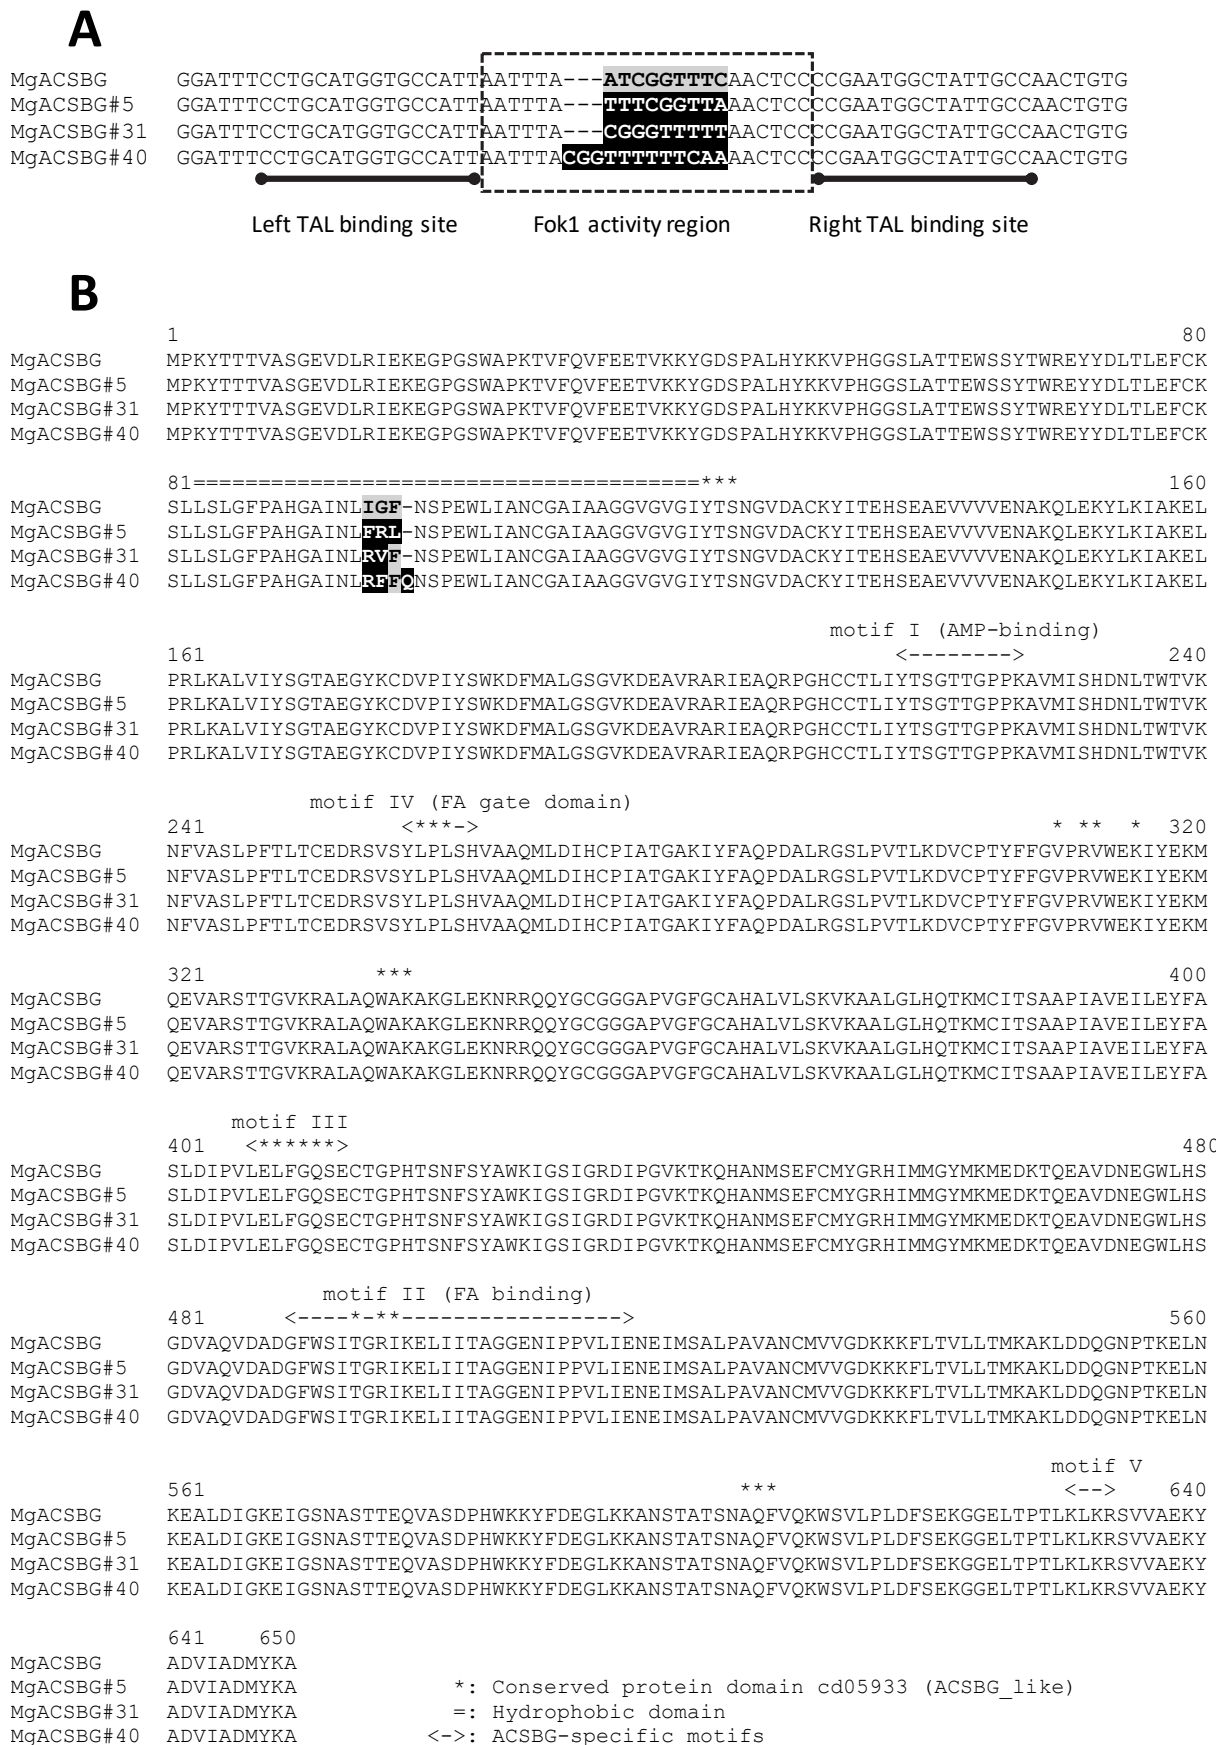 A
MgACSBG GGATTTCCTGCATGGTGCCATTAATTTA---ATCGGTTTCAACTCCCCGAATGGCTATTGCCAACTGTG
MgACSBG#5 GGATTTCCTGCATGGTGCCATTAATTTA---TTTCGGTTAAACTCCCCGAATGGCTATTGCCAACTGTG
MgACSBG#31 GGATTTCCTGCATGGTGCCATTAATTTA---CGGGTTTTTAACTCCCCGAATGGCTATTGCCAACTGTG
MgACSBG#40 GGATTTCCTGCATGGTGCCATTAATTTACGGTTTTTTCAAAACTCCCCGAATGGCTATTGCCAACTGTG
Left TAL binding site Fok1 activity region Right TAL binding site
B
1 80
MgACSBG MPKYTTTVASGEVDLRIEKEGPGSWAPKTVFQVFEETVKKYGDSPALHYKKVPHGGSLATTEWSSYTWREYYDLTLEFCK
MgACSBG#5 MPKYTTTVASGEVDLRIEKEGPGSWAPKTVFQVFEETVKKYGDSPALHYKKVPHGGSLATTEWSSYTWREYYDLTLEFCK
MgACSBG#31 MPKYTTTVASGEVDLRIEKEGPGSWAPKTVFQVFEETVKKYGDSPALHYKKVPHGGSLATTEWSSYTWREYYDLTLEFCK
MgACSBG#40 MPKYTTTVASGEVDLRIEKEGPGSWAPKTVFQVFEETVKKYGDSPALHYKKVPHGGSLATTEWSSYTWREYYDLTLEFCK
81=======================================*** 160
MgACSBG SLLSLGFPAHGAINLIGF-NSPEWLIANCGAIAAGGVGVGIYTSNGVDACKYITEHSEAEVVVVENAKQLEKYLKIAKEL
MgACSBG#5 SLLSLGFPAHGAINLFRL-NSPEWLIANCGAIAAGGVGVGIYTSNGVDACKYITEHSEAEVVVVENAKQLEKYLKIAKEL
MgACSBG#31 SLLSLGFPAHGAINLRVF-NSPEWLIANCGAIAAGGVGVGIYTSNGVDACKYITEHSEAEVVVVENAKQLEKYLKIAKEL
MgACSBG#40 SLLSLGFPAHGAINLRFFQNSPEWLIANCGAIAAGGVGVGIYTSNGVDACKYITEHSEAEVVVVENAKQLEKYLKIAKEL
motif I (AMP-binding)
161 <--------> 240
MgACSBG PRLKALVIYSGTAEGYKCDVPIYSWKDFMALGSGVKDEAVRARIEAQRPGHCCTLIYTSGTTGPPKAVMISHDNLTWTVK
MgACSBG#5 PRLKALVIYSGTAEGYKCDVPIYSWKDFMALGSGVKDEAVRARIEAQRPGHCCTLIYTSGTTGPPKAVMISHDNLTWTVK
MgACSBG#31 PRLKALVIYSGTAEGYKCDVPIYSWKDFMALGSGVKDEAVRARIEAQRPGHCCTLIYTSGTTGPPKAVMISHDNLTWTVK
MgACSBG#40 PRLKALVIYSGTAEGYKCDVPIYSWKDFMALGSGVKDEAVRARIEAQRPGHCCTLIYTSGTTGPPKAVMISHDNLTWTVK
motif IV (FA gate domain)
241 <***-> * ** * 320
MgACSBG NFVASLPFTLTCEDRSVSYLPLSHVAAQMLDIHCPIATGAKIYFAQPDALRGSLPVTLKDVCPTYFFGVPRVWEKIYEKM
MgACSBG#5 NFVASLPFTLTCEDRSVSYLPLSHVAAQMLDIHCPIATGAKIYFAQPDALRGSLPVTLKDVCPTYFFGVPRVWEKIYEKM
MgACSBG#31 NFVASLPFTLTCEDRSVSYLPLSHVAAQMLDIHCPIATGAKIYFAQPDALRGSLPVTLKDVCPTYFFGVPRVWEKIYEKM
MgACSBG#40 NFVASLPFTLTCEDRSVSYLPLSHVAAQMLDIHCPIATGAKIYFAQPDALRGSLPVTLKDVCPTYFFGVPRVWEKIYEKM
321 *** 400
MgACSBG QEVARSTTGVKRALAQWAKAKGLEKNRRQQYGCGGGAPVGFGCAHALVLSKVKAALGLHQTKMCITSAAPIAVEILEYFA
MgACSBG#5 QEVARSTTGVKRALAQWAKAKGLEKNRRQQYGCGGGAPVGFGCAHALVLSKVKAALGLHQTKMCITSAAPIAVEILEYFA
MgACSBG#31 QEVARSTTGVKRALAQWAKAKGLEKNRRQQYGCGGGAPVGFGCAHALVLSKVKAALGLHQTKMCITSAAPIAVEILEYFA
MgACSBG#40 QEVARSTTGVKRALAQWAKAKGLEKNRRQQYGCGGGAPVGFGCAHALVLSKVKAALGLHQTKMCITSAAPIAVEILEYFA
motif III
401 <******> 480
MgACSBG SLDIPVLELFGQSECTGPHTSNFSYAWKIGSIGRDIPGVKTKQHANMSEFCMYGRHIMMGYMKMEDKTQEAVDNEGWLHS
MgACSBG#5 SLDIPVLELFGQSECTGPHTSNFSYAWKIGSIGRDIPGVKTKQHANMSEFCMYGRHIMMGYMKMEDKTQEAVDNEGWLHS
MgACSBG#31 SLDIPVLELFGQSECTGPHTSNFSYAWKIGSIGRDIPGVKTKQHANMSEFCMYGRHIMMGYMKMEDKTQEAVDNEGWLHS
MgACSBG#40 SLDIPVLELFGQSECTGPHTSNFSYAWKIGSIGRDIPGVKTKQHANMSEFCMYGRHIMMGYMKMEDKTQEAVDNEGWLHS
motif II (FA binding)
481 <----*-**-----------------> 560
MgACSBG GDVAQVDADGFWSITGRIKELIITAGGENIPPVLIENEIMSALPAVANCMVVGDKKKFLTVLLTMKAKLDDQGNPTKELN
MgACSBG#5 GDVAQVDADGFWSITGRIKELIITAGGENIPPVLIENEIMSALPAVANCMVVGDKKKFLTVLLTMKAKLDDQGNPTKELN
MgACSBG#31 GDVAQVDADGFWSITGRIKELIITAGGENIPPVLIENEIMSALPAVANCMVVGDKKKFLTVLLTMKAKLDDQGNPTKELN
MgACSBG#40 GDVAQVDADGFWSITGRIKELIITAGGENIPPVLIENEIMSALPAVANCMVVGDKKKFLTVLLTMKAKLDDQGNPTKELN
motif V
561 *** <--> 640
MgACSBG KEALDIGKEIGSNASTTEQVASDPHWKKYFDEGLKKANSTATSNAQFVQKWSVLPLDFSEKGGELTPTLKLKRSVVAEKY
MgACSBG#5 KEALDIGKEIGSNASTTEQVASDPHWKKYFDEGLKKANSTATSNAQFVQKWSVLPLDFSEKGGELTPTLKLKRSVVAEKY
MgACSBG#31 KEALDIGKEIGSNASTTEQVASDPHWKKYFDEGLKKANSTATSNAQFVQKWSVLPLDFSEKGGELTPTLKLKRSVVAEKY
MgACSBG#40 KEALDIGKEIGSNASTTEQVASDPHWKKYFDEGLKKANSTATSNAQFVQKWSVLPLDFSEKGGELTPTLKLKRSVVAEKY
641 650
MgACSBG ADVIADMYKA
MgACSBG#5 ADVIADMYKA *: Conserved protein domain cd05933 (ACSBG_like)
MgACSBG#31 ADVIADMYKA =: Hydrophobic domain
MgACSBG#40 ADVIADMYKA <->: ACSBG-specific motifs